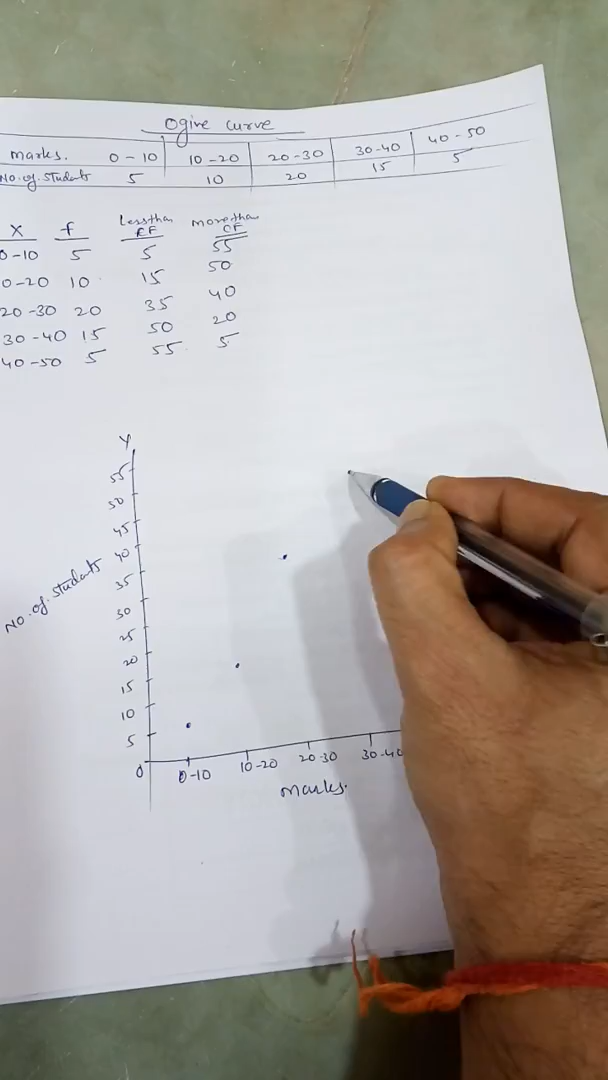 Ogive curve
marks. 0-10 10-20 20-30 30-40 40-50
No. of. Students 5 10 20 15 5
X f Less than CF More than CF
0-10 5 5 55
0-20 10 15 50
20-30 20 35 40
30-40 15 50 20
40-50 5 55 5
Y
55
50
45
40
35
30
25
20
15
10
5
0
No. of. Students
0-10 10-20 20-30 30-40
marks.